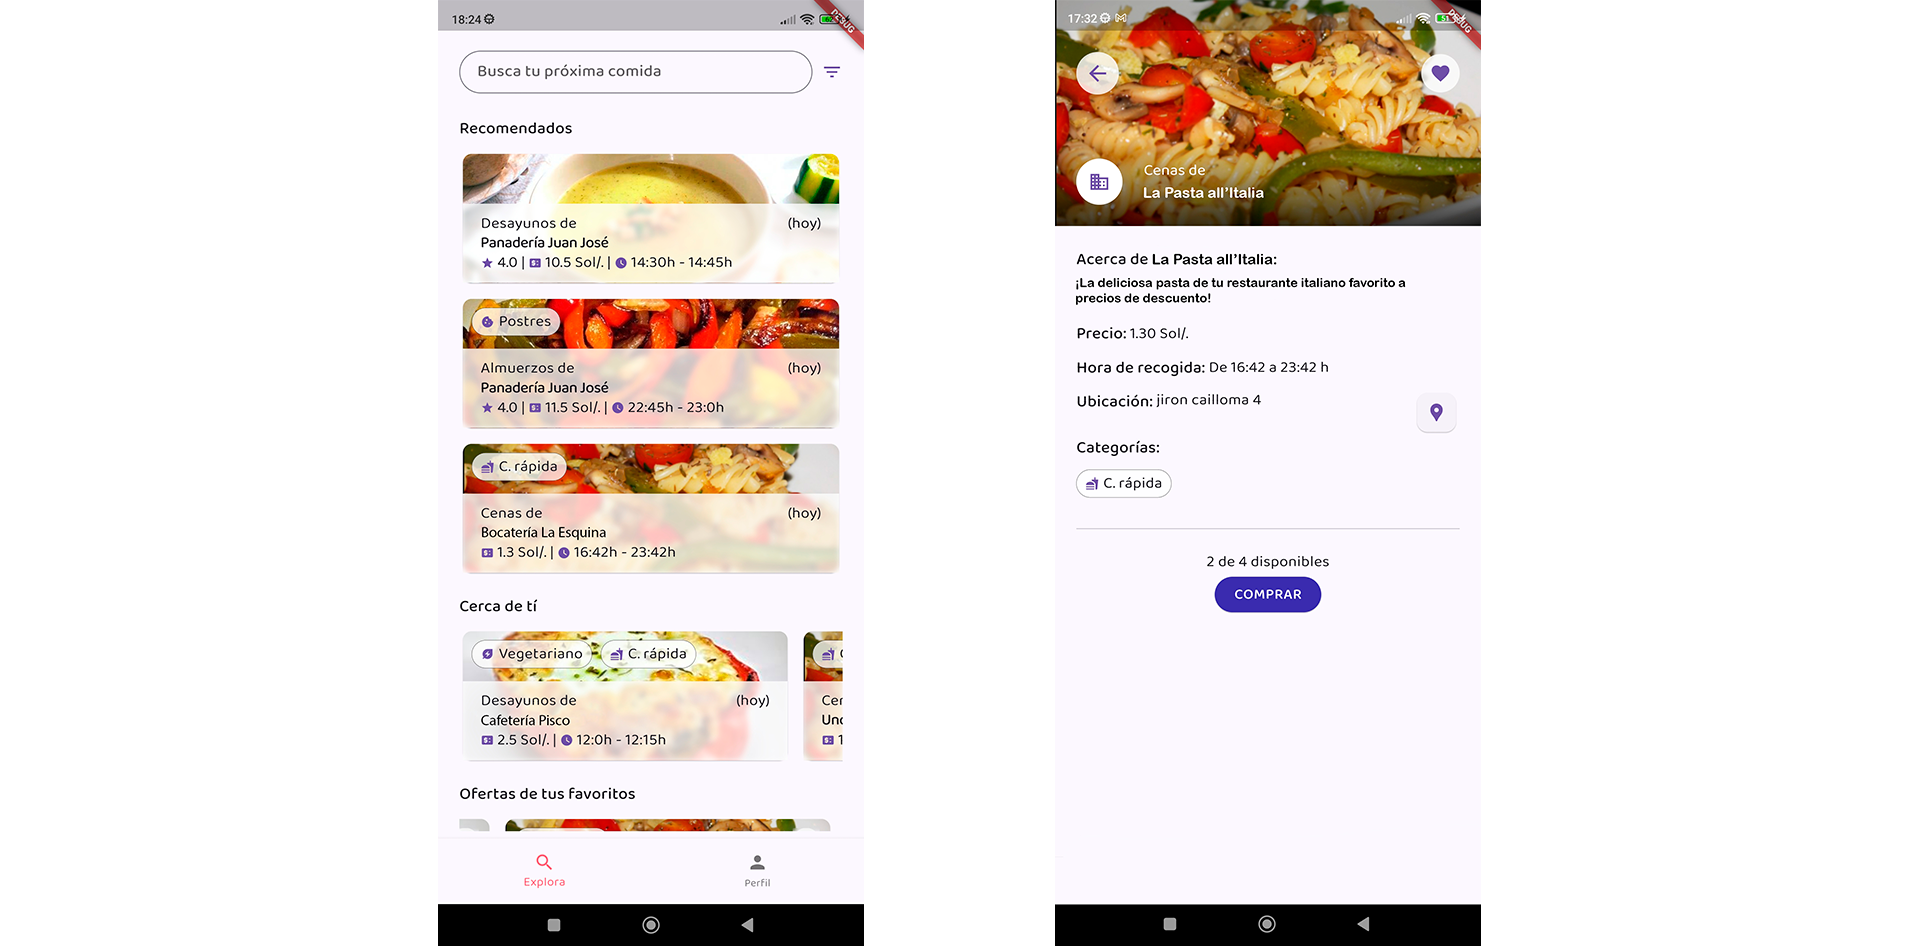 18:24
DEBUG
Busca tu próxima comida
Recomendados
Desayunos de (hoy)
Panadería Juan José
4.0 | 10.5 Sol/. | 14:30h - 14:45h
Postres
Almuerzos de (hoy)
Panadería Juan José
4.0 | 11.5 Sol/. | 22:45h - 23:0h
C. rápida
Cenas de (hoy)
Bocatería La Esquina
1.3 Sol/. | 16:42h - 23:42h
Cerca de tí
Vegetariano C. rápida
Desayunos de (hoy) Cen
Cafetería Pisco Unc
2.5 Sol/. | 12:0h - 12:15h 1
Ofertas de tus favoritos
Explora Perfil
17:32
DEBUG
Cenas de
La Pasta all'Italia
Acerca de La Pasta all'Italia:
¡La deliciosa pasta de tu restaurante italiano favorito a
precios de descuento!
Precio: 1.30 Sol/.
Hora de recogida: De 16:42 a 23:42 h
Ubicación: jiron cailloma 4
Categorías:
C. rápida
2 de 4 disponibles
COMPRAR